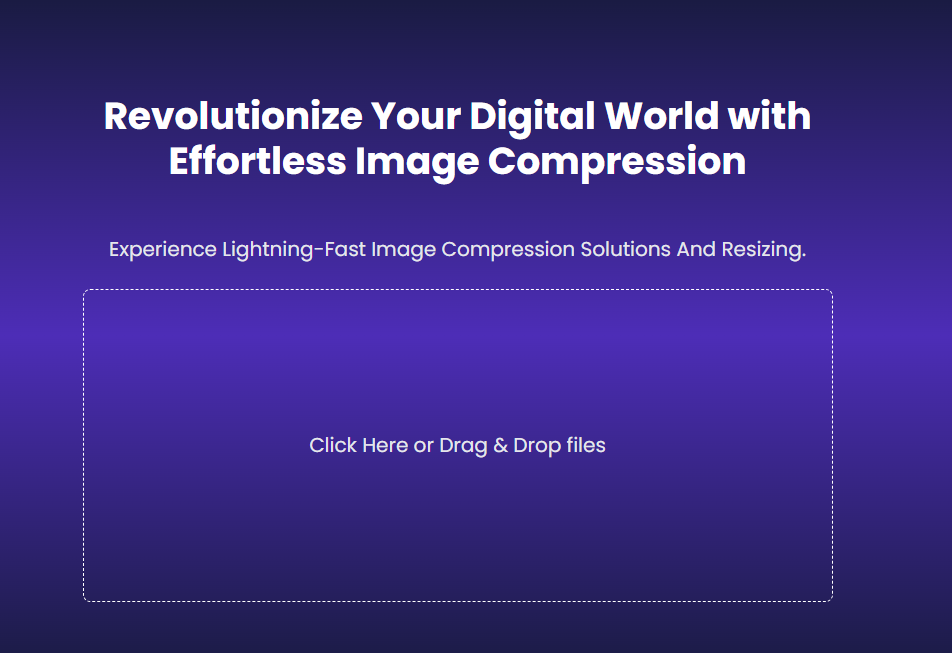 Revolutionize Your Digital World with
Effortless Image Compression
Experience Lightning-Fast Image Compression Solutions And Resizing.
Click Here or Drag & Drop files